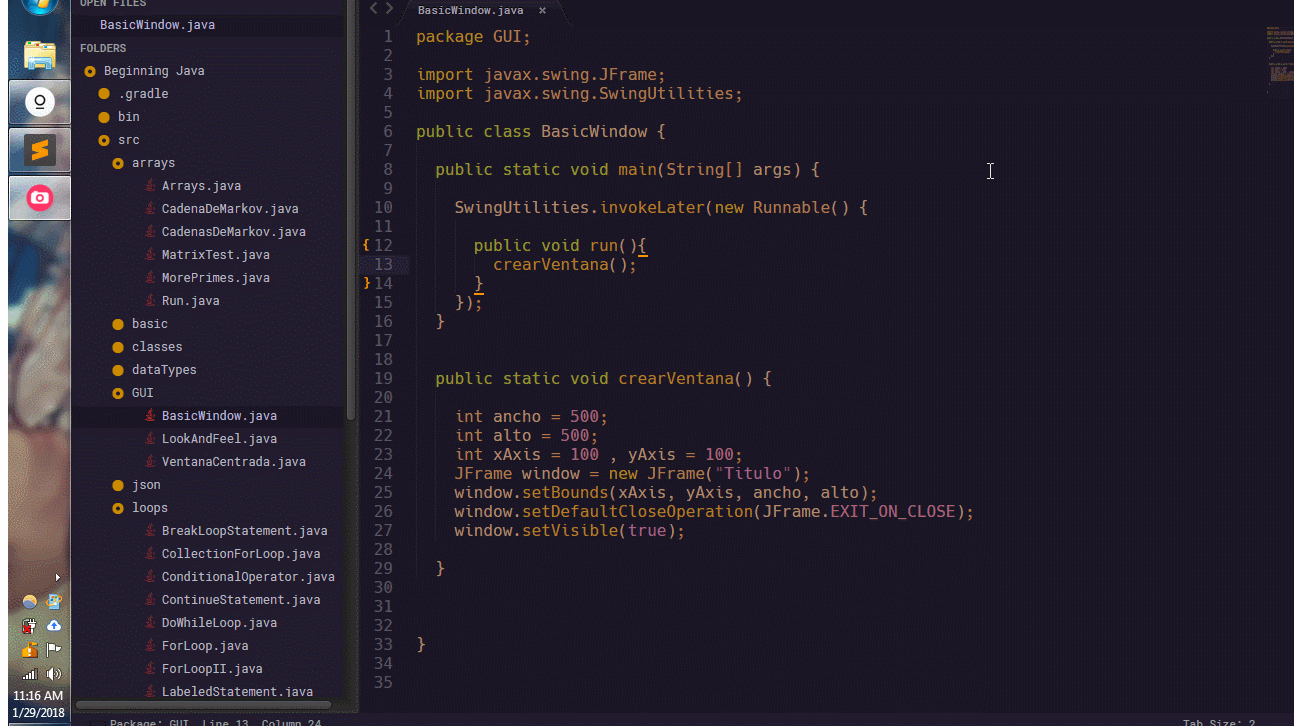 OPEN FILES
BasicWindow.java
FOLDERS
Beginning Java
.gradle
bin
src
arrays
Arrays.java
CadenaDeMarkov.java
CadenasDeMarkov.java
MatrixTest.java
MorePrimes.java
Run.java
basic
classes
dataTypes
GUI
BasicWindow.java
LookAndFeel.java
VentanaCentrada.java
json
loops
BreakLoopStatement.java
CollectionForLoop.java
ConditionalOperator.java
ContinueStatement.java
DoWhileLoop.java
ForLoop.java
ForLoopII.java
LabeledStatement.java
11:16 AM
1/29/2018
BasicWindow.java ×
1 package GUI;
2
3 import javax.swing.JFrame;
4 import javax.swing.SwingUtilities;
5
6 public class BasicWindow {
7
8 public static void main(String[] args) {
9
10 SwingUtilities.invokeLater(new Runnable() {
11
{ 12 public void run(){
13 crearVentana();
} 14 }
15 });
16 }
17
18
19 public static void crearVentana() {
20
21 int ancho = 500;
22 int alto = 500;
23 int xAxis = 100 , yAxis = 100;
24 JFrame window = new JFrame("Titulo");
25 window.setBounds(xAxis, yAxis, ancho, alto);
26 window.setDefaultCloseOperation(JFrame.EXIT_ON_CLOSE);
27 window.setVisible(true);
28
29 }
30
31
32
33 }
34
35
Package: GUI, Line 13, Column 24
Tab Size: 2